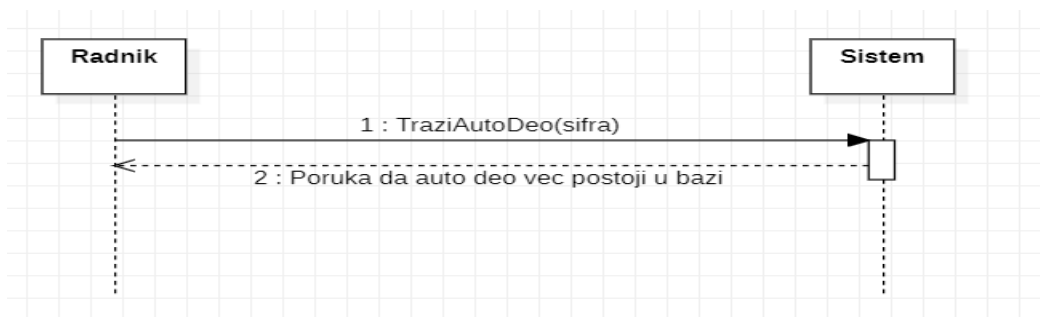 Radnik
Sistem
1 : TraziAutoDeo(sifra)
2 : Poruka da auto deo vec postoji u bazi